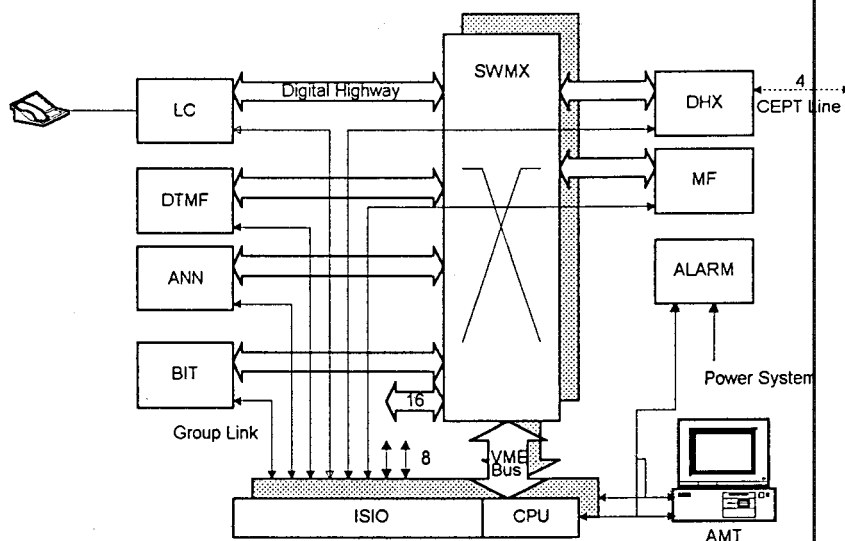 SWMX
LC
Digital Highway
DHX
4
CEPT Line
DTMF
MF
ANN
ALARM
BIT
16
Power System
Group Link
8
VME
Bus
ISIO
CPU
AMT